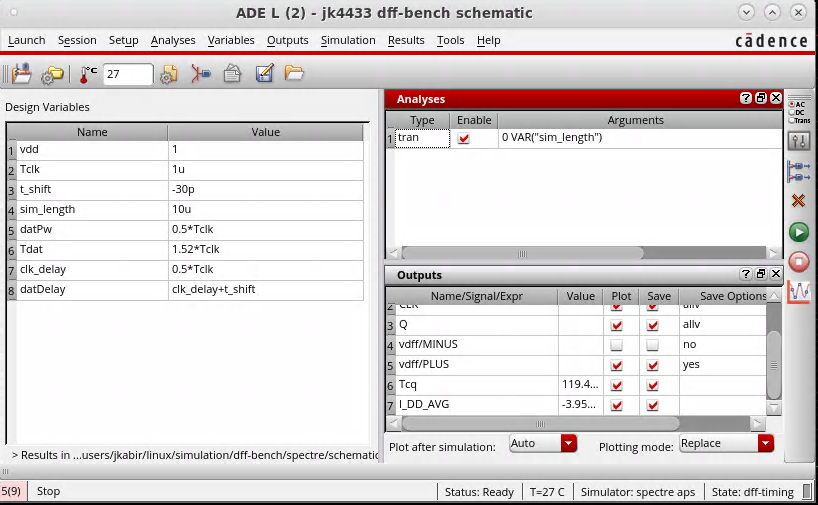 ADE L (2) - jk4433 dff-bench schematic
Launch Session Setup Analyses Variables Outputs Simulation Results Tools Help
cādence
°C 27
Design Variables
Name Value
1 vdd 1
2 Tclk 1u
3 t_shift -30p
4 sim_length 10u
5 datPw 0.5*Tclk
6 Tdat 1.52*Tclk
7 clk_delay 0.5*Tclk
8 datDelay clk_delay+t_shift
> Results in ...users/jkabir/linux/simulation/dff-bench/spectre/schematic
Analyses
Type Enable Arguments
1 tran 0 VAR("sim_length")
Outputs
Name/Signal/Expr Value Plot Save Save Options
2 CLK allv
3 Q allv
4 vdff/MINUS no
5 vdff/PLUS yes
6 Tcq 119.4...
7 I_DD_AVG -3.95...
Plot after simulation: Auto Plotting mode: Replace
AC
DC
Trans
5(9) Stop Status: Ready T=27 C Simulator: spectre aps State: dff-timing